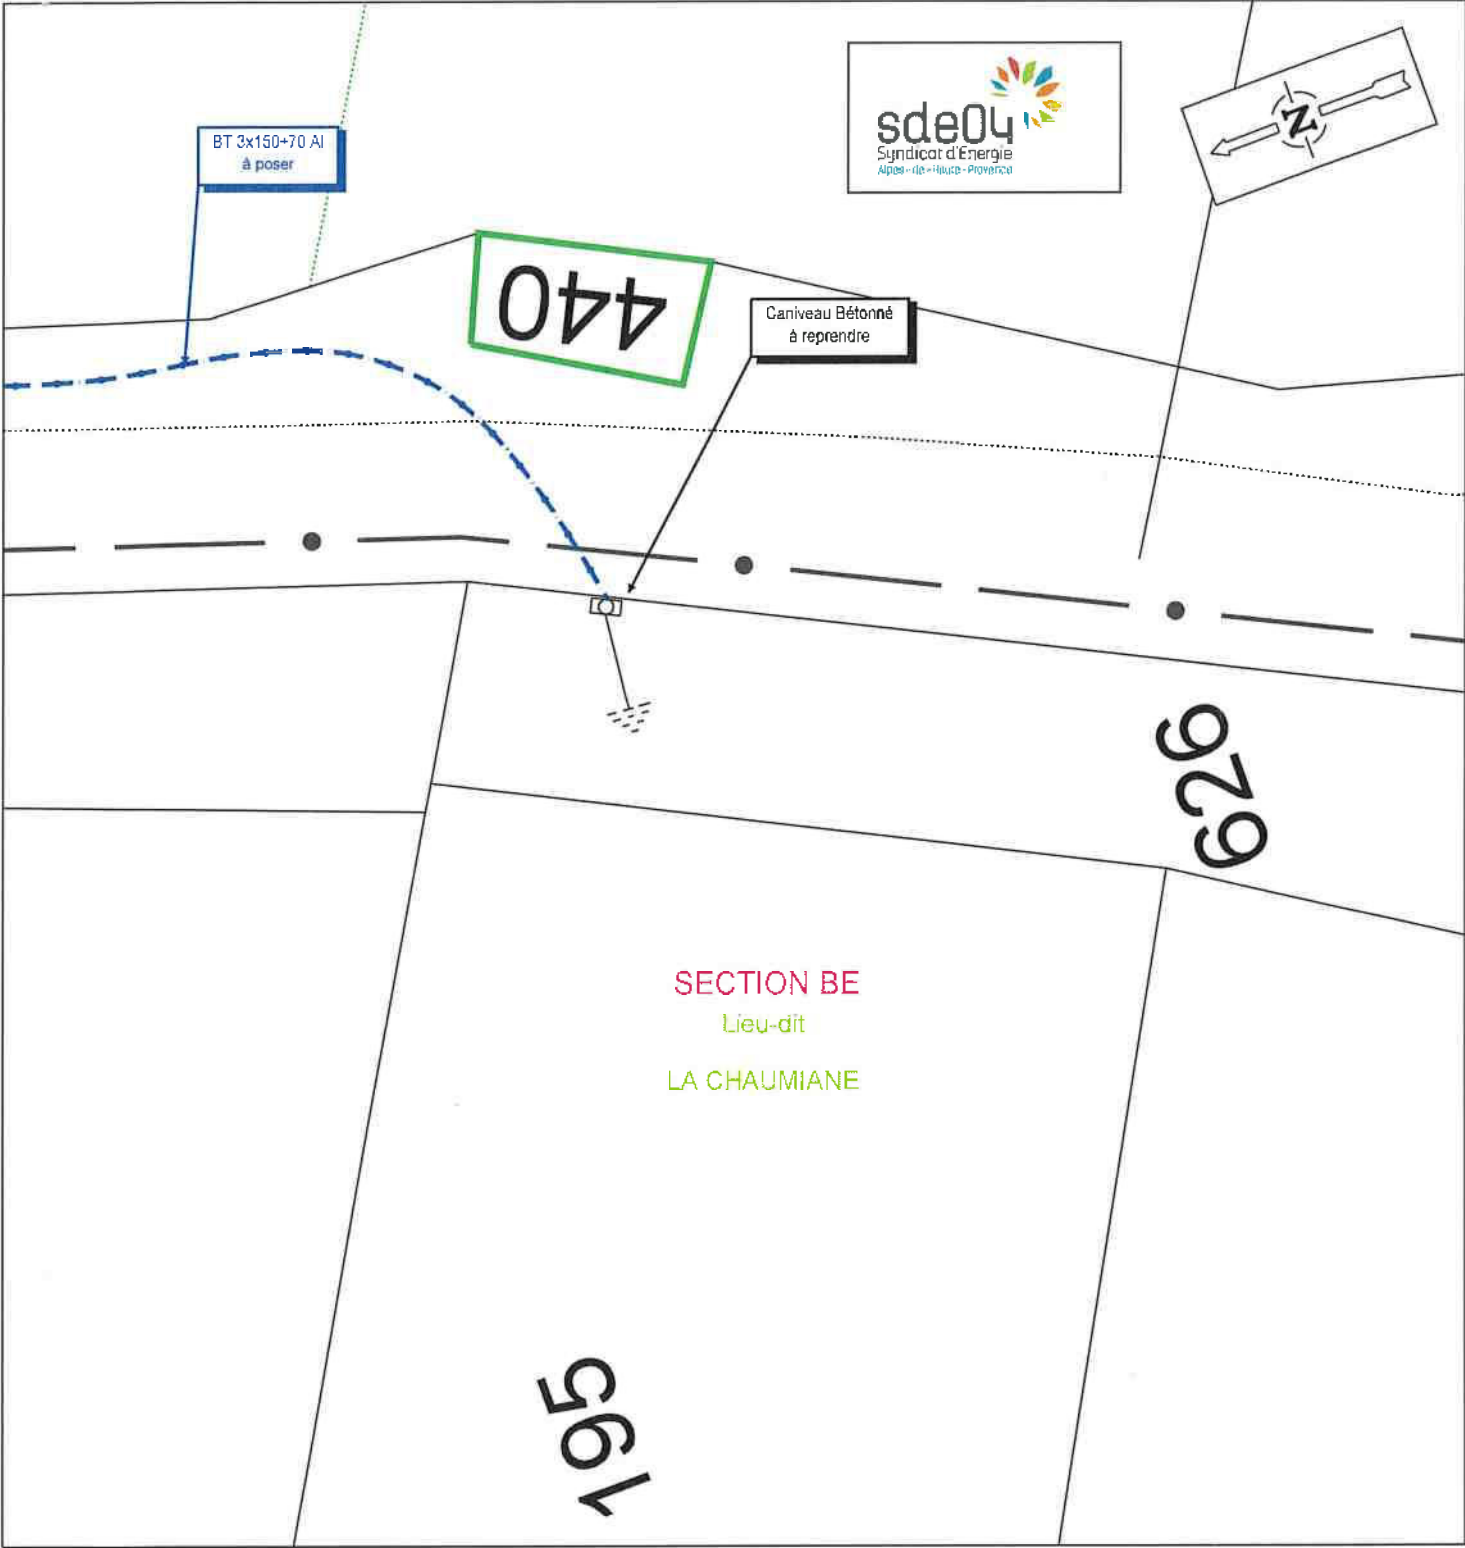 BT 3x150+70 Al
à poser
sde04
Syndicat d'Energie
Alpes-de-Haute-Provence
N
440
Caniveau Bétonné
à reprendre
626
SECTION BE
Lieu-dit
LA CHAUMIANE
195